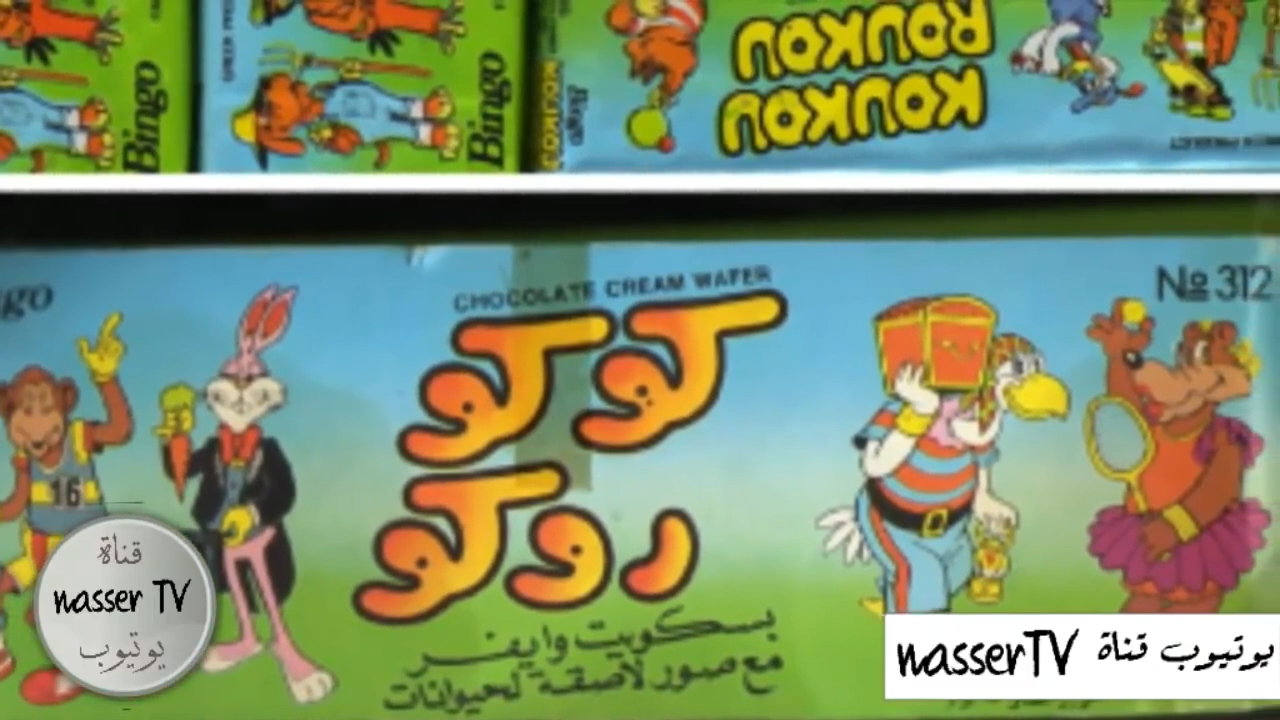 Bingo
Bingo
Bingo
KOUKOU
ROUKOU
CHOCOLATE CREAM WAFER
№ 312
كوكو
روكو
16
بسكويت وايفر
مع صور لاصقة لحيوانات
قناة
nasser TV
يوتيوب
nasserTV يوتيوب قناة